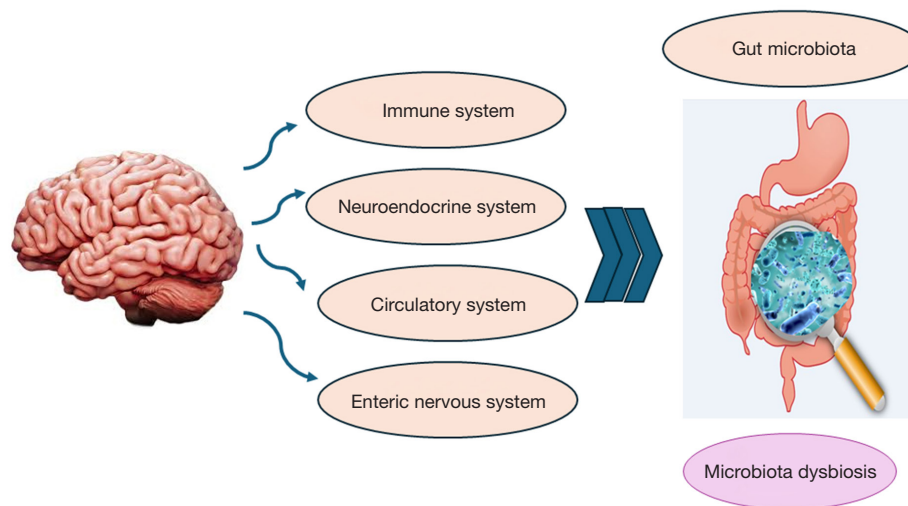 Gut microbiota
Immune system
Neuroendocrine system
Circulatory system
Enteric nervous system
Microbiota dysbiosis